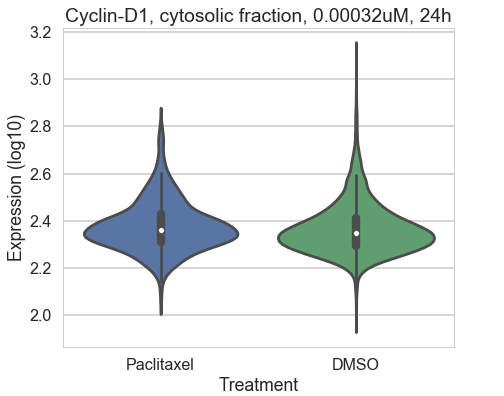 Cyclin-D1, cytosolic fraction, 0.00032uM, 24h
3.2
3.0
2.8
2.6
2.4
2.2
2.0
Expression (log10)
Paclitaxel DMSO
Treatment